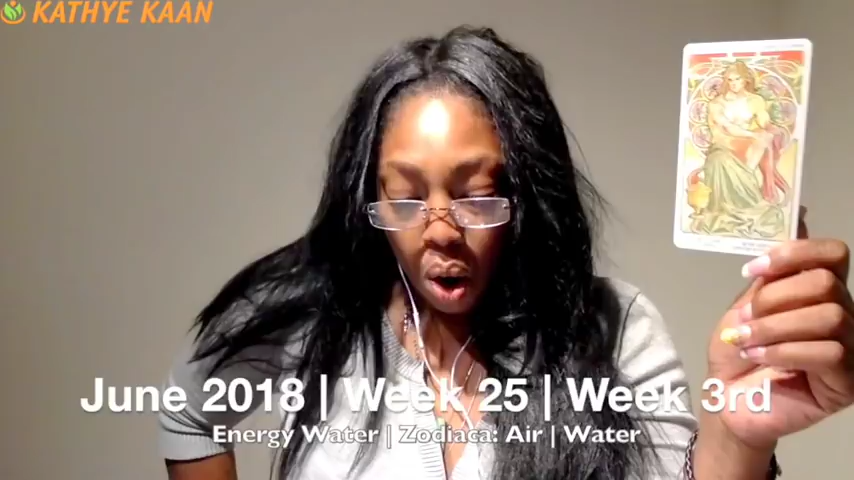 KATHYE KAAN
June 2018 | Week 25 | Week 3rd
Energy Water | Zodiaca: Air | Water